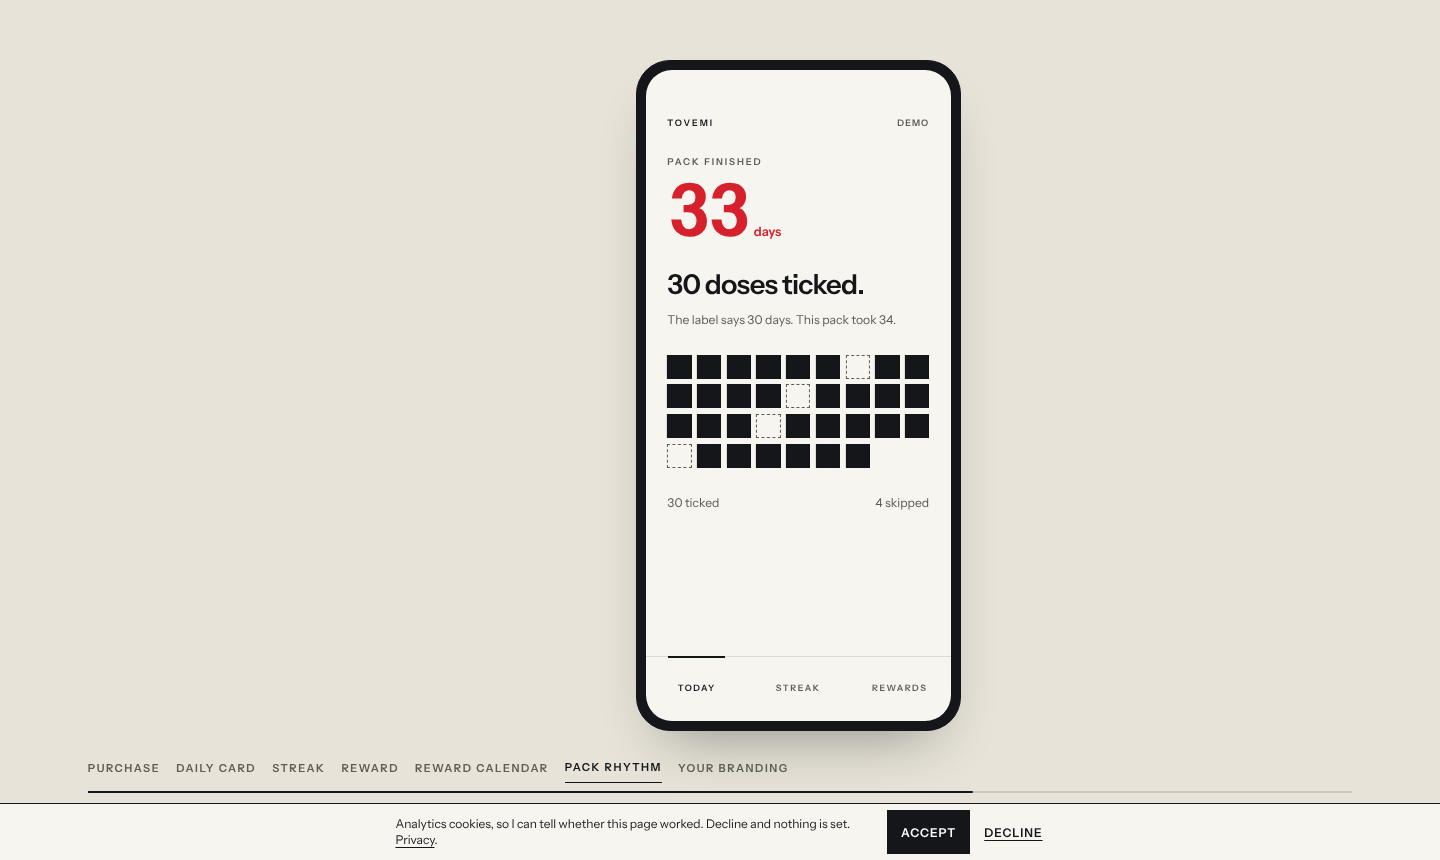 TOVEMI
DEMO
PACK FINISHED
33 days
30 doses ticked.
The label says 30 days. This pack took 34.
30 ticked
4 skipped
TODAY
STREAK
REWARDS
PURCHASE
DAILY CARD
STREAK
REWARD
REWARD CALENDAR
PACK RHYTHM
YOUR BRANDING
Analytics cookies, so I can tell whether this page worked. Decline and nothing is set.
Privacy.
ACCEPT
DECLINE